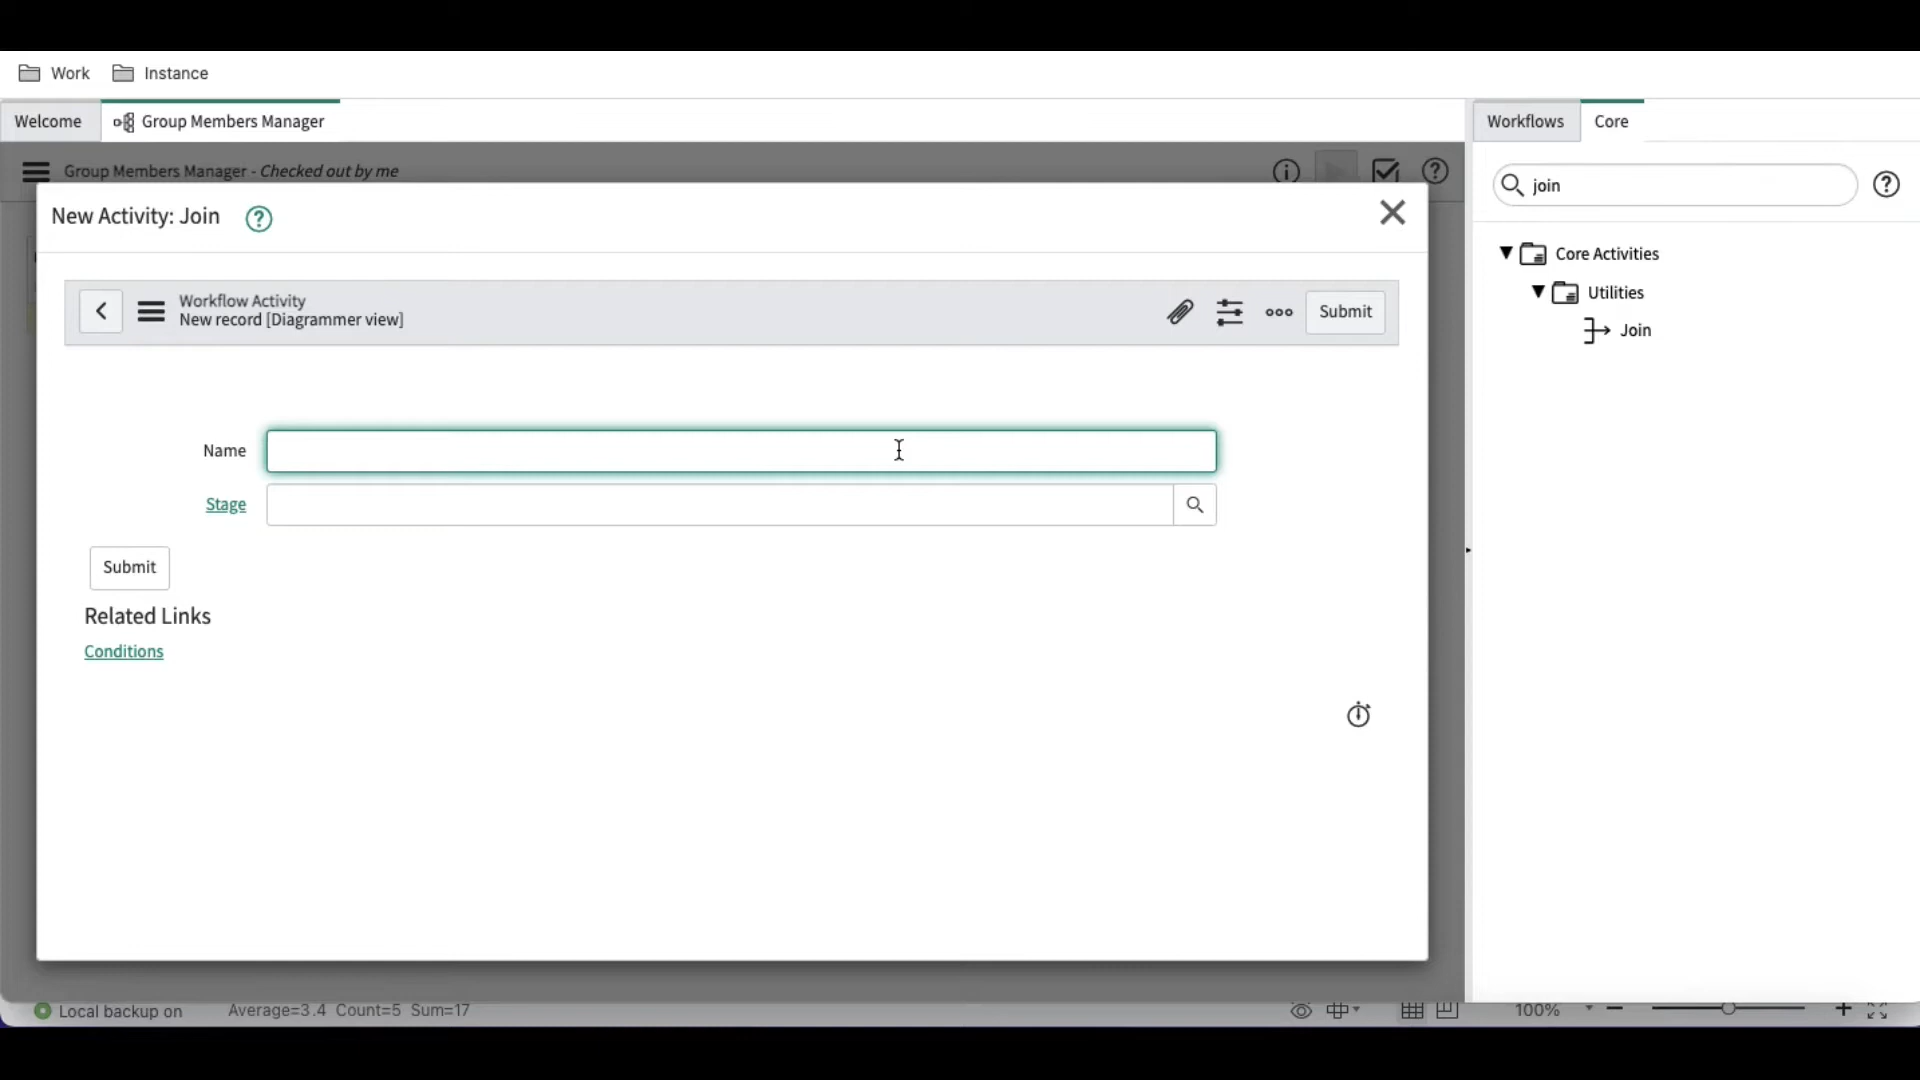 Work Instance
Welcome Group Members Manager Workflows Core
Group Members Manager - Checked out by me
join
New Activity: Join
Core Activities
Workflow Activity
New record [Diagrammer view]
Submit
Utilities
Join
Name
Stage
Submit
Related Links
Conditions
Local backup on Average=3.4 Count=5 Sum=17 100%